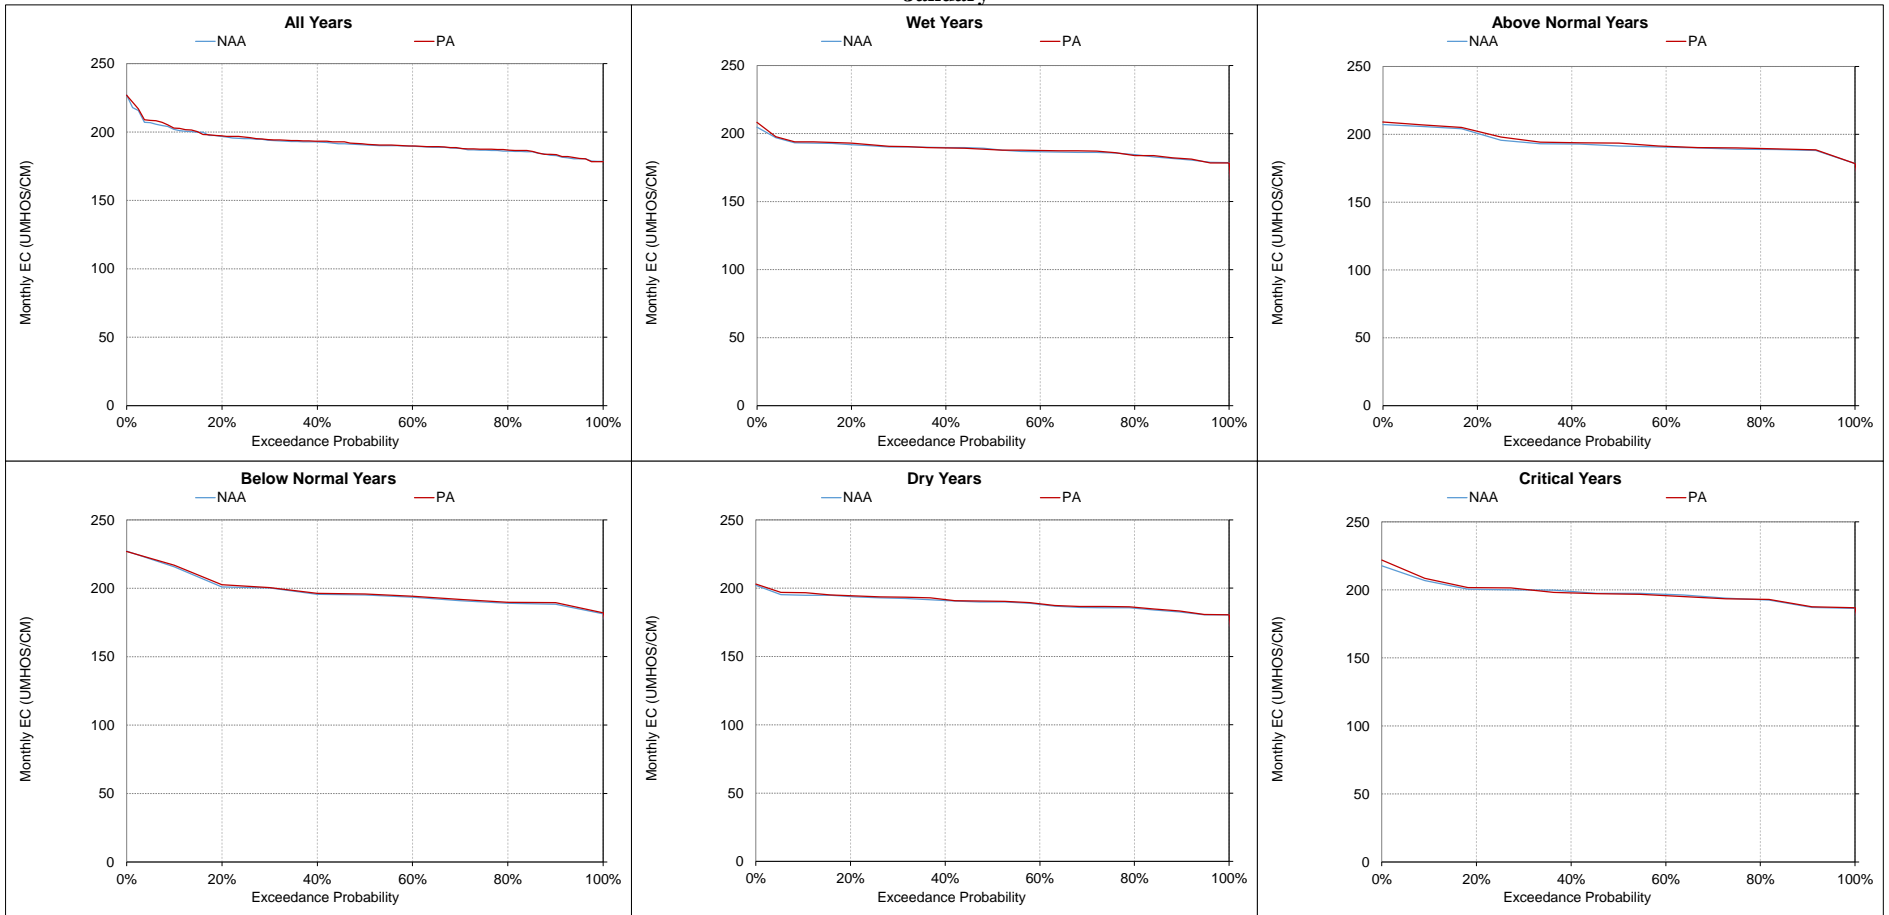 All Years
NAA PA
250
200
150
100
50
0
0% 20% 40% 60% 80% 100%
Monthly EC (UMHOS/CM)
Exceedance Probability
Wet Years
NAA PA
250
200
150
100
50
0
0% 20% 40% 60% 80% 100%
Monthly EC (UMHOS/CM)
Exceedance Probability
Above Normal Years
NAA PA
250
200
150
100
50
0
0% 20% 40% 60% 80% 100%
Monthly EC (UMHOS/CM)
Exceedance Probability
Below Normal Years
NAA PA
250
200
150
100
50
0
0% 20% 40% 60% 80% 100%
Monthly EC (UMHOS/CM)
Exceedance Probability
Dry Years
NAA PA
250
200
150
100
50
0
0% 20% 40% 60% 80% 100%
Monthly EC (UMHOS/CM)
Exceedance Probability
Critical Years
NAA PA
250
200
150
100
50
0
0% 20% 40% 60% 80% 100%
Monthly EC (UMHOS/CM)
Exceedance Probability